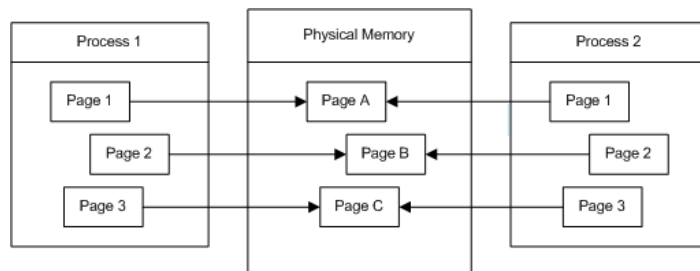 Process 1
Physical Memory
Process 2
Page 1
Page A
Page 1
Page 2
Page B
Page 2
Page 3
Page C
Page 3